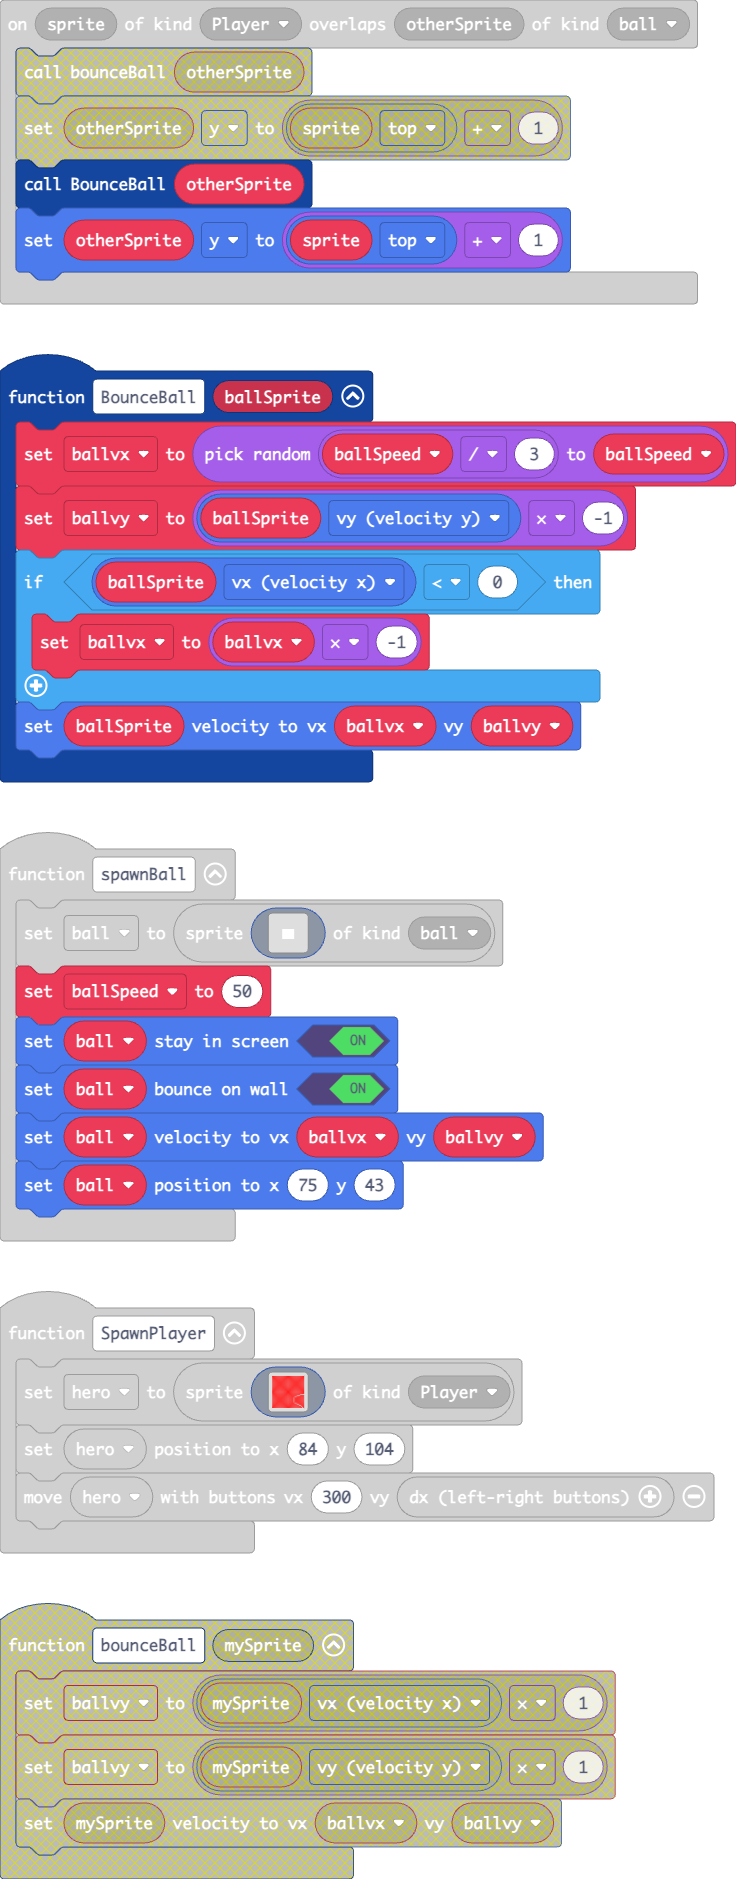 on sprite of kind Player overlaps otherSprite of kind ball
call bounceBall otherSprite
set otherSprite y to sprite top + 1
call BounceBall otherSprite
set otherSprite y to sprite top + 1
function BounceBall ballSprite
set ballvx to pick random ballSpeed / 3 to ballSpeed
set ballvy to ballSprite vy (velocity y) × -1
if ballSprite vx (velocity x) < 0 then
set ballvx to ballvx × -1
set ballSprite velocity to vx ballvx vy ballvy
function spawnBall
set ball to sprite of kind ball
set ballSpeed to 50
set ball stay in screen ON
set ball bounce on wall ON
set ball velocity to vx ballvx vy ballvy
set ball position to x 75 y 43
function SpawnPlayer
set hero to sprite of kind Player
set hero position to x 84 y 104
move hero with buttons vx 300 vy dx (left-right buttons)
function bounceBall mySprite
set ballvy to mySprite vx (velocity x) × 1
set ballvy to mySprite vy (velocity y) × 1
set mySprite velocity to vx ballvx vy ballvy